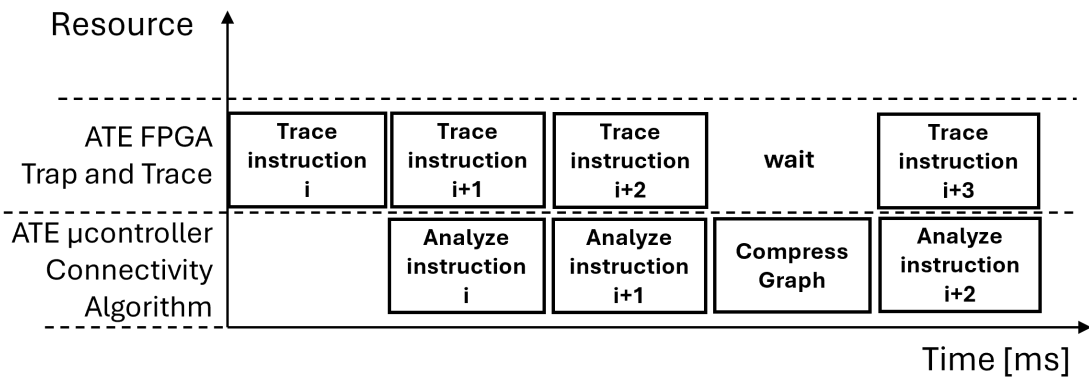 Resource
ATE FPGA
Trap and Trace
Trace
instruction
i
Trace
instruction
i+1
Trace
instruction
i+2
wait
Trace
instruction
i+3
ATE µcontroller
Connectivity
Algorithm
Analyze
instruction
i
Analyze
instruction
i+1
Compress
Graph
Analyze
instruction
i+2
Time [ms]